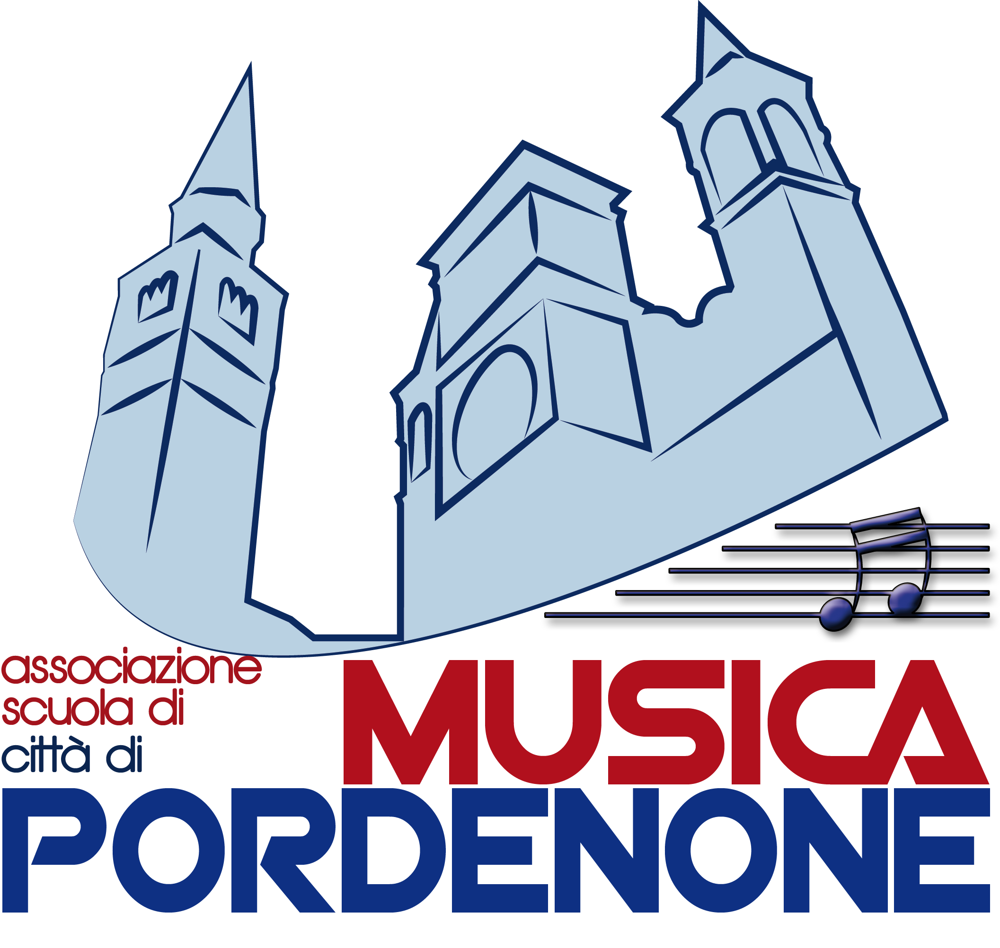 associazione
scuola di
MUSICA
città di
PORDENONE